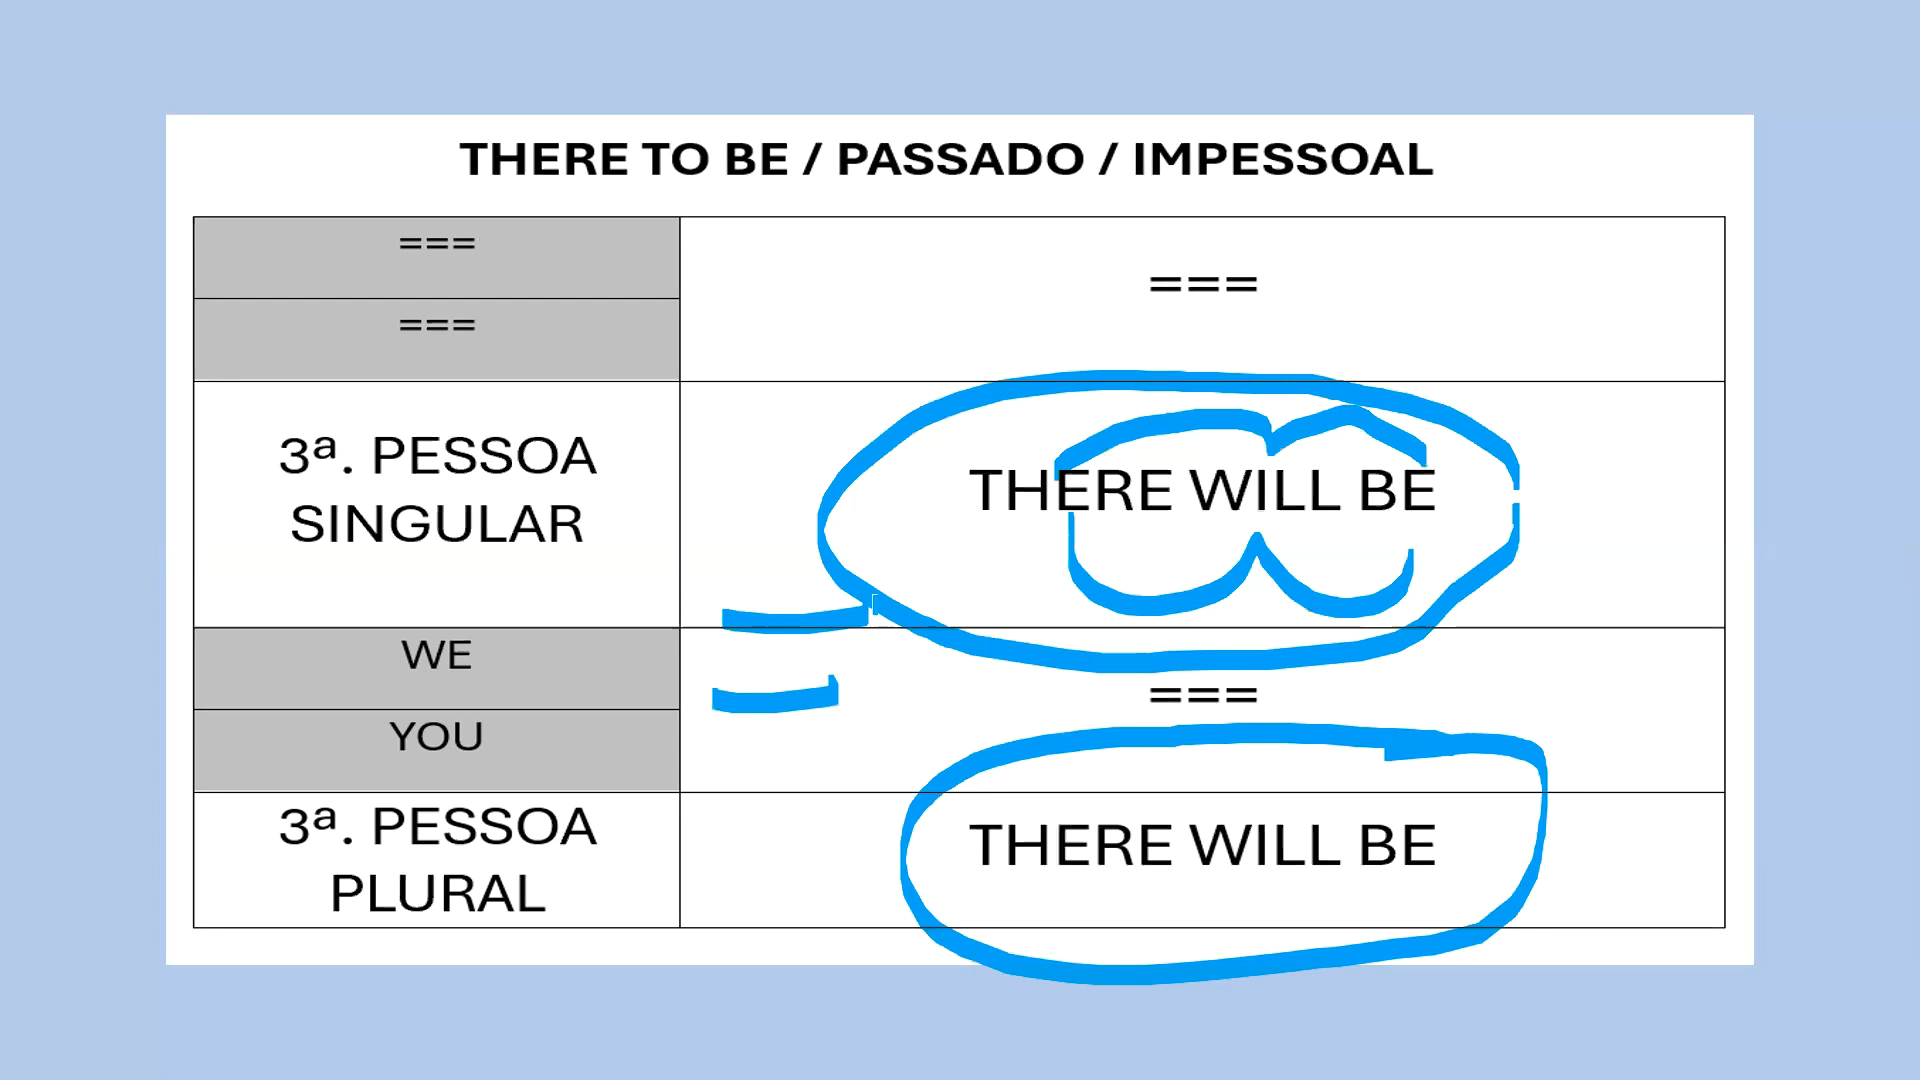 THERE TO BE / PASSADO / IMPESSOAL
===
===
===
3ª. PESSOA
SINGULAR
THERE WILL BE
WE
===
YOU
3ª. PESSOA
PLURAL
THERE WILL BE